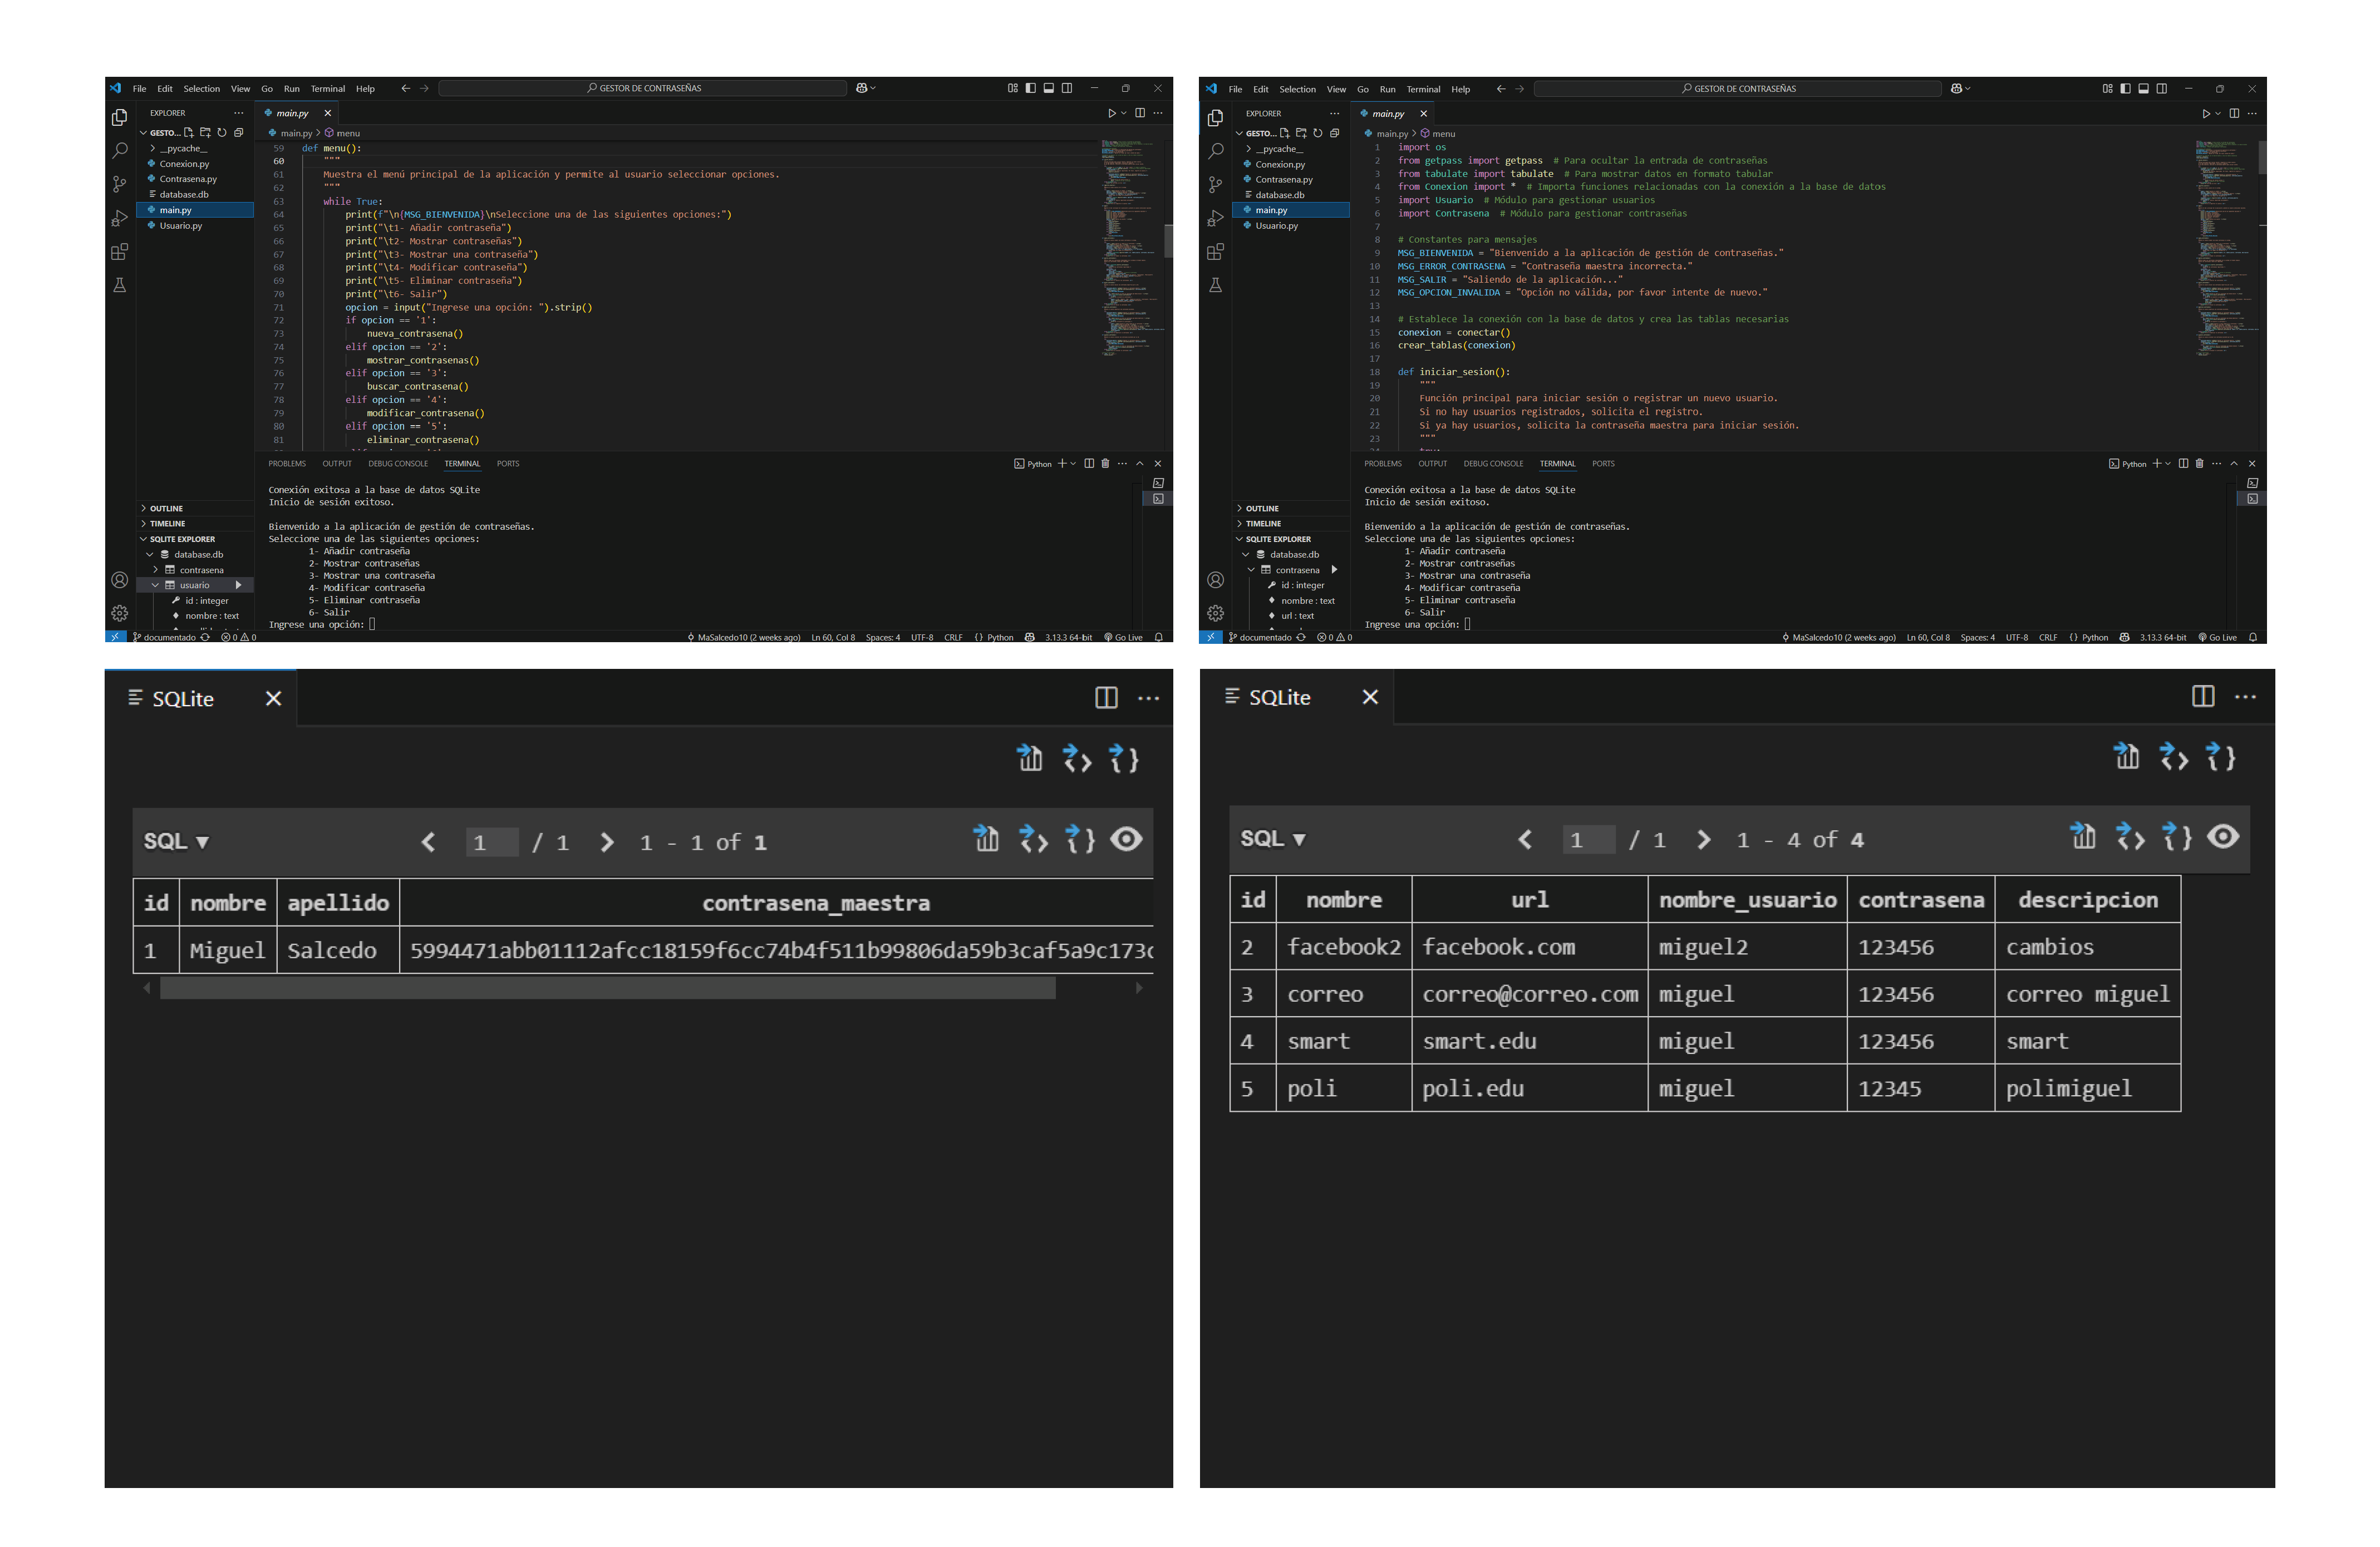 File Edit Selection View Go Run Terminal Help
GESTOR DE CONTRASEÑAS
EXPLORER
GESTO...
__pycache__
Conexion.py
Contrasena.py
database.db
main.py
Usuario.py
OUTLINE
TIMELINE
SQLITE EXPLORER
database.db
contrasena
usuario
id : integer
nombre : text
main.py
main.py > menu
59 def menu():
60 """
61 Muestra el menú principal de la aplicación y permite al usuario seleccionar opciones.
62 """
63 while True:
64 print(f"\n{MSG_BIENVENIDA}\nSeleccione una de las siguientes opciones:")
65 print("\t1- Añadir contraseña")
66 print("\t2- Mostrar contraseñas")
67 print("\t3- Mostrar una contraseña")
68 print("\t4- Modificar contraseña")
69 print("\t5- Eliminar contraseña")
70 print("\t6- Salir")
71 opcion = input("Ingrese una opción: ").strip()
72 if opcion == '1':
73 nueva_contrasena()
74 elif opcion == '2':
75 mostrar_contrasenas()
76 elif opcion == '3':
77 buscar_contrasena()
78 elif opcion == '4':
79 modificar_contrasena()
80 elif opcion == '5':
81 eliminar_contrasena()
PROBLEMS OUTPUT DEBUG CONSOLE TERMINAL PORTS
Python
Conexión exitosa a la base de datos SQLite
Inicio de sesión exitoso.
Bienvenido a la aplicación de gestión de contraseñas.
Seleccione una de las siguientes opciones:
1- Añadir contraseña
2- Mostrar contraseñas
3- Mostrar una contraseña
4- Modificar contraseña
5- Eliminar contraseña
6- Salir
Ingrese una opción:
documentado 0 0 MaSalcedo10 (2 weeks ago) Ln 60, Col 8 Spaces: 4 UTF-8 CRLF {} Python 3.13.3 64-bit Go Live
File Edit Selection View Go Run Terminal Help
GESTOR DE CONTRASEÑAS
EXPLORER
GESTO...
__pycache__
Conexion.py
Contrasena.py
database.db
main.py
Usuario.py
OUTLINE
TIMELINE
SQLITE EXPLORER
database.db
contrasena
id : integer
nombre : text
url : text
main.py
main.py > menu
1 import os
2 from getpass import getpass # Para ocultar la entrada de contraseñas
3 from tabulate import tabulate # Para mostrar datos en formato tabular
4 from Conexion import * # Importa funciones relacionadas con la conexión a la base de datos
5 import Usuario # Módulo para gestionar usuarios
6 import Contrasena # Módulo para gestionar contraseñas
7
8 # Constantes para mensajes
9 MSG_BIENVENIDA = "Bienvenido a la aplicación de gestión de contraseñas."
10 MSG_ERROR_CONTRASENA = "Contraseña maestra incorrecta."
11 MSG_SALIR = "Saliendo de la aplicación..."
12 MSG_OPCION_INVALIDA = "Opción no válida, por favor intente de nuevo."
13
14 # Establece la conexión con la base de datos y crea las tablas necesarias
15 conexion = conectar()
16 crear_tablas(conexion)
17
18 def iniciar_sesion():
19 """
20 Función principal para iniciar sesión o registrar un nuevo usuario.
21 Si no hay usuarios registrados, solicita el registro.
22 Si ya hay usuarios, solicita la contraseña maestra para iniciar sesión.
23 """
PROBLEMS OUTPUT DEBUG CONSOLE TERMINAL PORTS
Python
Conexión exitosa a la base de datos SQLite
Inicio de sesión exitoso.
Bienvenido a la aplicación de gestión de contraseñas.
Seleccione una de las siguientes opciones:
1- Añadir contraseña
2- Mostrar contraseñas
3- Mostrar una contraseña
4- Modificar contraseña
5- Eliminar contraseña
6- Salir
Ingrese una opción:
documentado 0 0 MaSalcedo10 (2 weeks ago) Ln 60, Col 8 Spaces: 4 UTF-8 CRLF {} Python 3.13.3 64-bit Go Live
SQLite
SQL 1 / 1 1 - 1 of 1
id nombre apellido contrasena_maestra
1 Miguel Salcedo 5994471abb01112afcc18159f6cc74b4f511b99806da59b3caf5a9c173c
SQLite
SQL 1 / 1 1 - 4 of 4
id nombre url nombre_usuario contrasena descripcion
2 facebook2 facebook.com miguel2 123456 cambios
3 correo correo@correo.com miguel 123456 correo miguel
4 smart smart.edu miguel 123456 smart
5 poli poli.edu miguel 12345 polimiguel